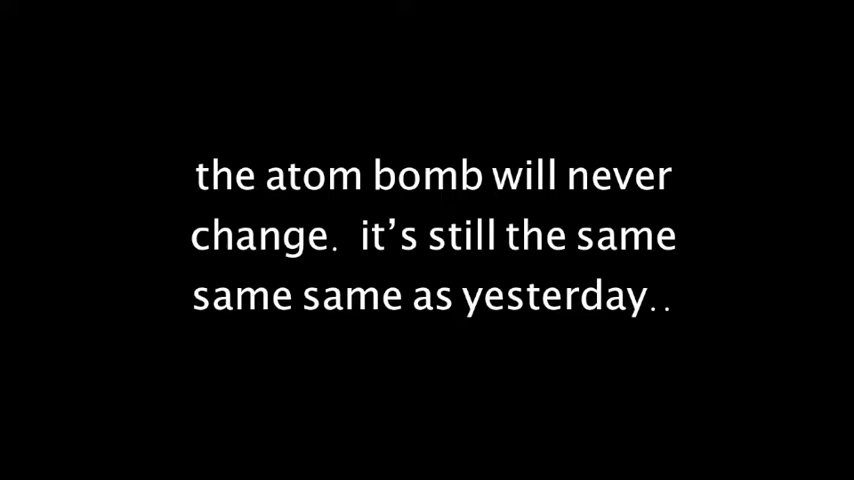 the atom bomb will never
change.  it’s still the same
same same as yesterday..